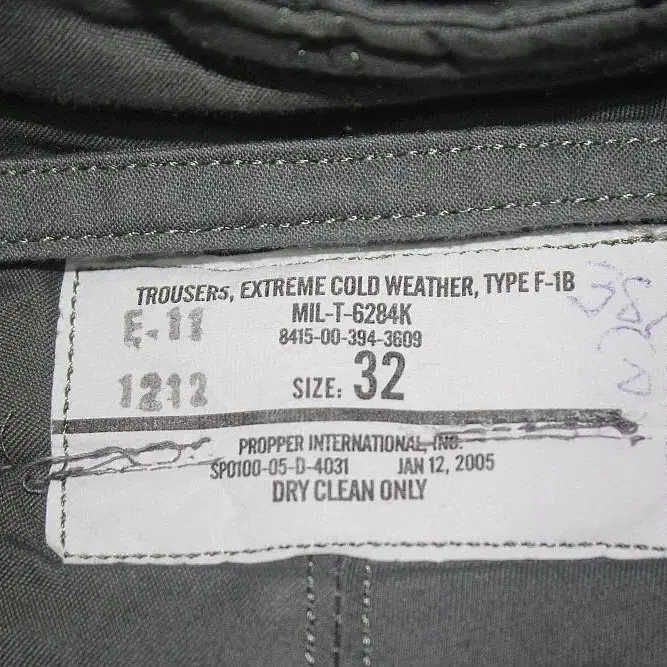 TROUSERS, EXTREME COLD WEATHER, TYPE F-1B
MIL-T-6284K
8415-00-394-3609
E-11
1212
SIZE: 32
PROPPER INTERNATIONAL, INC.
SP0100-05-D-4031 JAN 12, 2005
DRY CLEAN ONLY